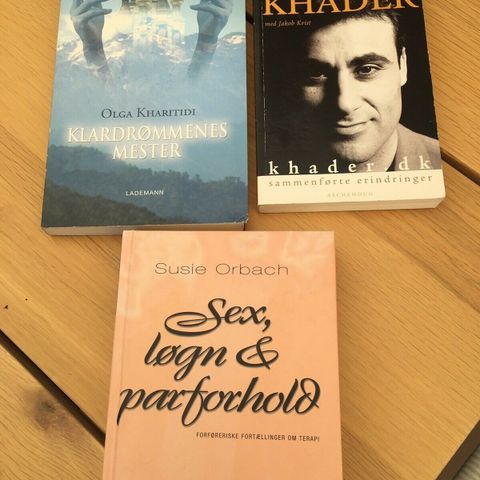 OLGA KHARITIDI
KLARDRØMMENES
MESTER
LADEMANN
KHADER
med Jakob Kvist
khader.dk
sammenførte erindringer
ASCHEHOUG
Susie Orbach
Sex,
løgn &
parforhold
FORFØRERISKE FORTÆLLINGER OM TERAPI